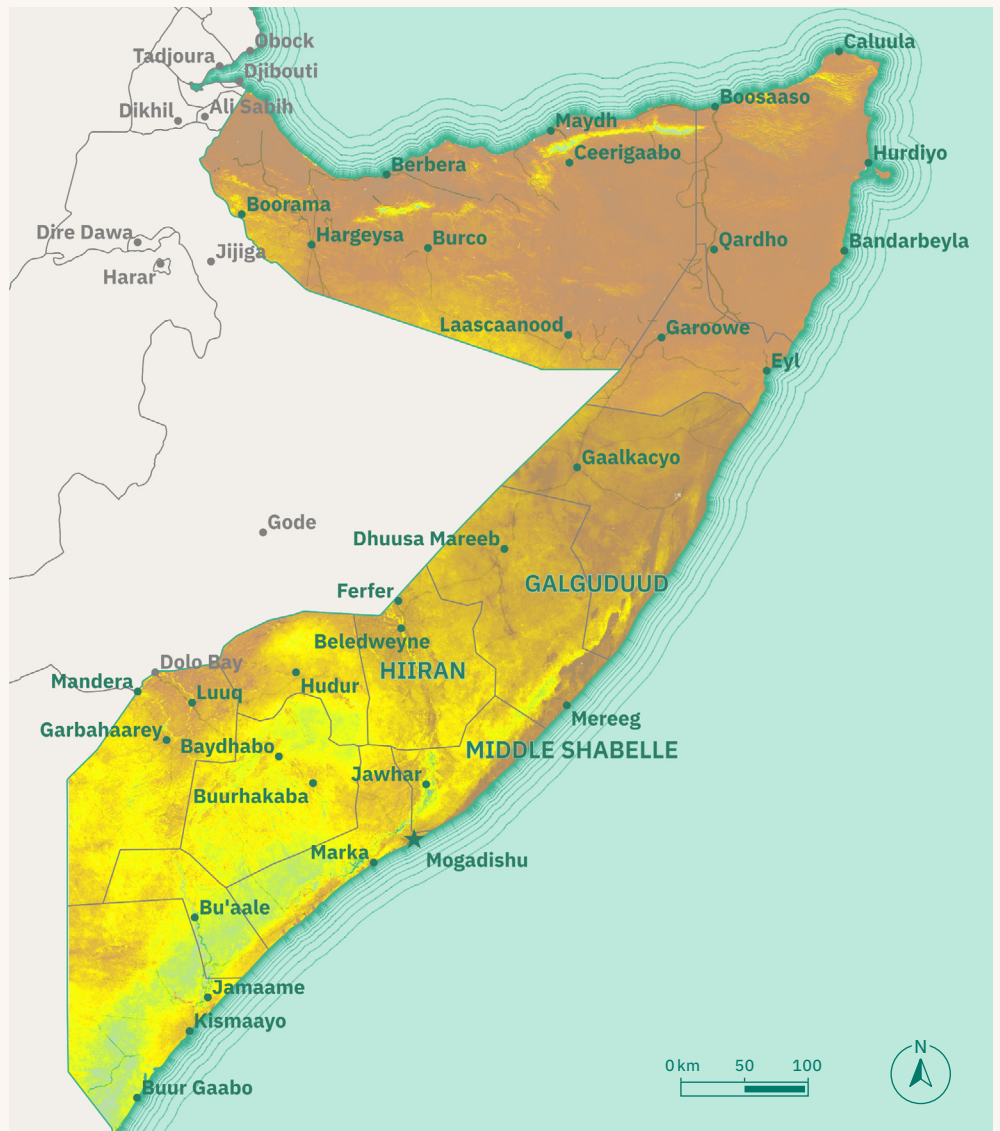 Caluula
Obock
Tadjoura
Djibouti
Boosaaso
Ali Sabih
Dikhil
Maydh
Ceerigaabo
Hurdiyo
Berbera
Boorama
Dire Dawa
Hargeysa
Burco
Qardho
Bandarbeyla
Jijiga
Harar
Laascaanood
Garoowe
Eyl
Gaalkacyo
Gode
Dhuusa Mareeb
GALGUDUUD
Ferfer
Beledweyne
Dolo Bay
HIIRAN
Mandera
Luuq
Hudur
Mereeg
Garbahaarey
Baydhabo
MIDDLE SHABELLE
Jawhar
Buurhakaba
Marka
Mogadishu
Bu'aale
Jamaame
Kismaayo
N
0 km 50 100
Buur Gaabo